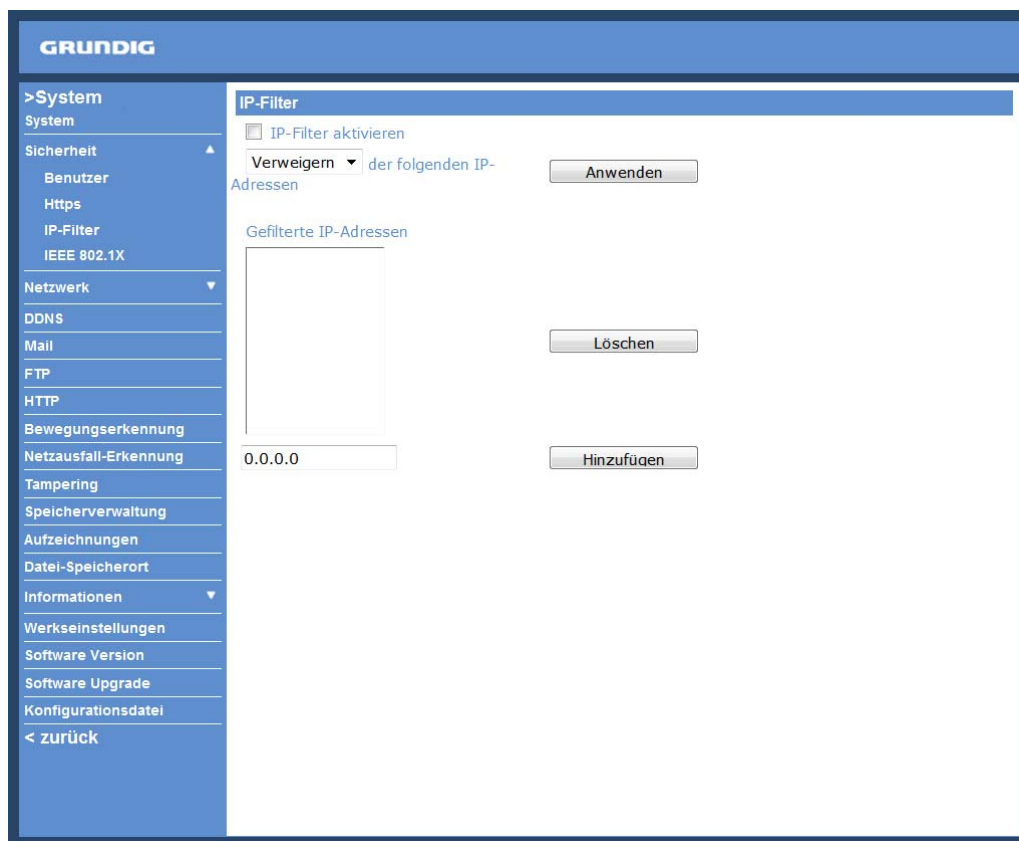 GRUNDIG
>System
System
Sicherheit
Benutzer
Https
IP-Filter
IEEE 802.1X
Netzwerk
DDNS
Mail
FTP
HTTP
Bewegungserkennung
Netzausfall-Erkennung
Tampering
Speicherverwaltung
Aufzeichnungen
Datei-Speicherort
Informationen
Werkseinstellungen
Software Version
Software Upgrade
Konfigurationsdatei
< zurück
IP-Filter
IP-Filter aktivieren
Verweigern der folgenden IP-
Adressen
Anwenden
Gefilterte IP-Adressen
Löschen
0.0.0.0
Hinzufügen